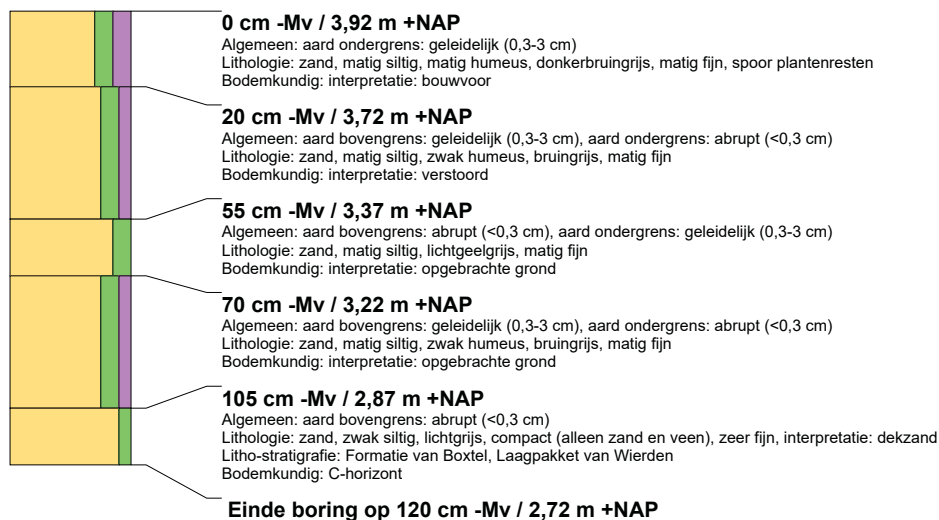 0 cm -Mv / 3,92 m +NAP
Algemeen: aard ondergrens: geleidelijk (0,3-3 cm)
Lithologie: zand, matig siltig, matig humeus, donkerbruingrijs, matig fijn, spoor plantenresten
Bodemkundig: interpretatie: bouwvoor
20 cm -Mv / 3,72 m +NAP
Algemeen: aard bovengrens: geleidelijk (0,3-3 cm), aard ondergrens: abrupt (<0,3 cm)
Lithologie: zand, matig siltig, zwak humeus, bruingrijs, matig fijn
Bodemkundig: interpretatie: verstoord
55 cm -Mv / 3,37 m +NAP
Algemeen: aard bovengrens: abrupt (<0,3 cm), aard ondergrens: geleidelijk (0,3-3 cm)
Lithologie: zand, matig siltig, lichtgeelgrijs, matig fijn
Bodemkundig: interpretatie: opgebrachte grond
70 cm -Mv / 3,22 m +NAP
Algemeen: aard bovengrens: geleidelijk (0,3-3 cm), aard ondergrens: abrupt (<0,3 cm)
Lithologie: zand, matig siltig, zwak humeus, bruingrijs, matig fijn
Bodemkundig: interpretatie: opgebrachte grond
105 cm -Mv / 2,87 m +NAP
Algemeen: aard bovengrens: abrupt (<0,3 cm)
Lithologie: zand, zwak siltig, lichtgrijs, compact (alleen zand en veen), zeer fijn, interpretatie: dekzand
Litho-stratigrafie: Formatie van Boxtel, Laagpakket van Wierden
Bodemkundig: C-horizont
Einde boring op 120 cm -Mv / 2,72 m +NAP